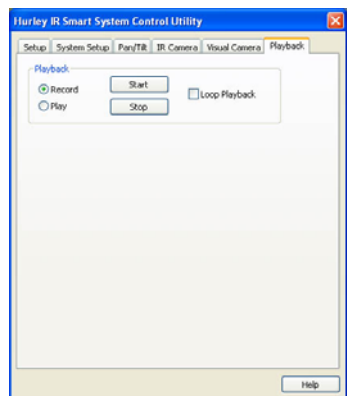 Hurley IR Smart System Control Utility
Setup System Setup Pan/Tilt IR Camera Visual Camera Playback
Playback
Record Start Loop Playback
Play Stop
Help